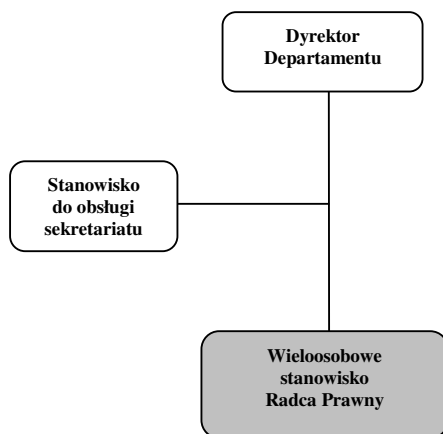 Dyrektor
Departamentu
Stanowisko
do obsługi
sekretariatu
Wieloosobowe
stanowisko
Radca Prawny